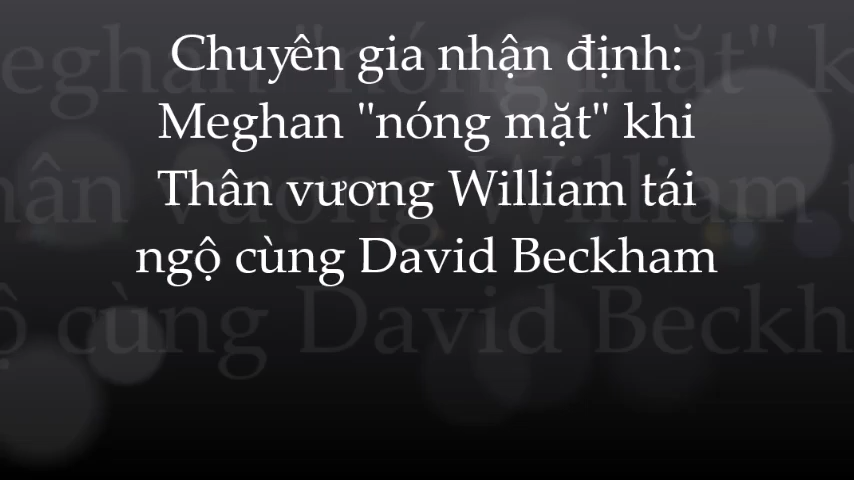 Chuyên gia nhận định:
Meghan "nóng mặt" khi
Thân vương William tái
ngộ cùng David Beckham